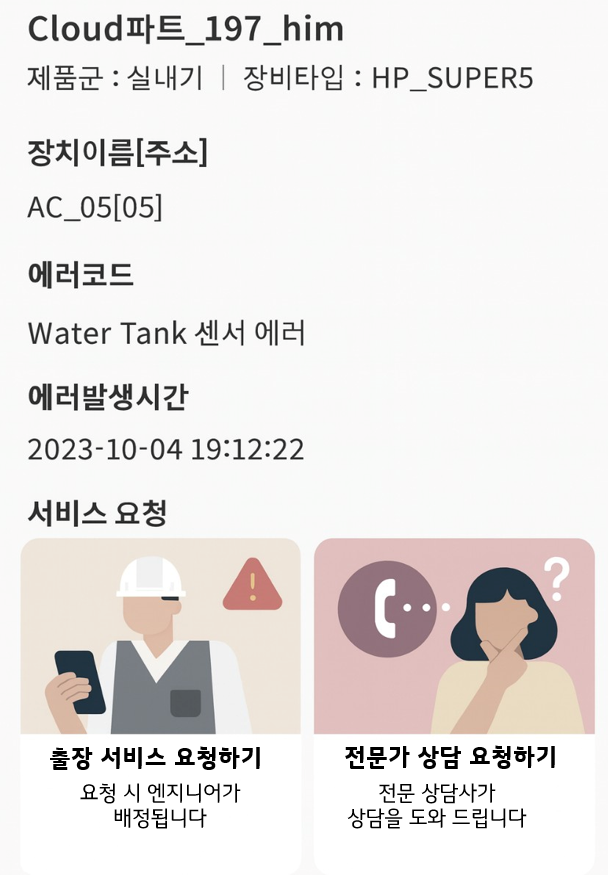 Cloud파트_197_him
제품군 : 실내기 | 장비타입 : HP_SUPER5
장치이름[주소]
AC_05[05]
에러코드
Water Tank 센서 에러
에러발생시간
2023-10-04 19:12:22
서비스 요청
출장 서비스 요청하기
요청 시 엔지니어가
배정됩니다
?
전문가 상담 요청하기
전문 상담사가
상담을 도와 드립니다